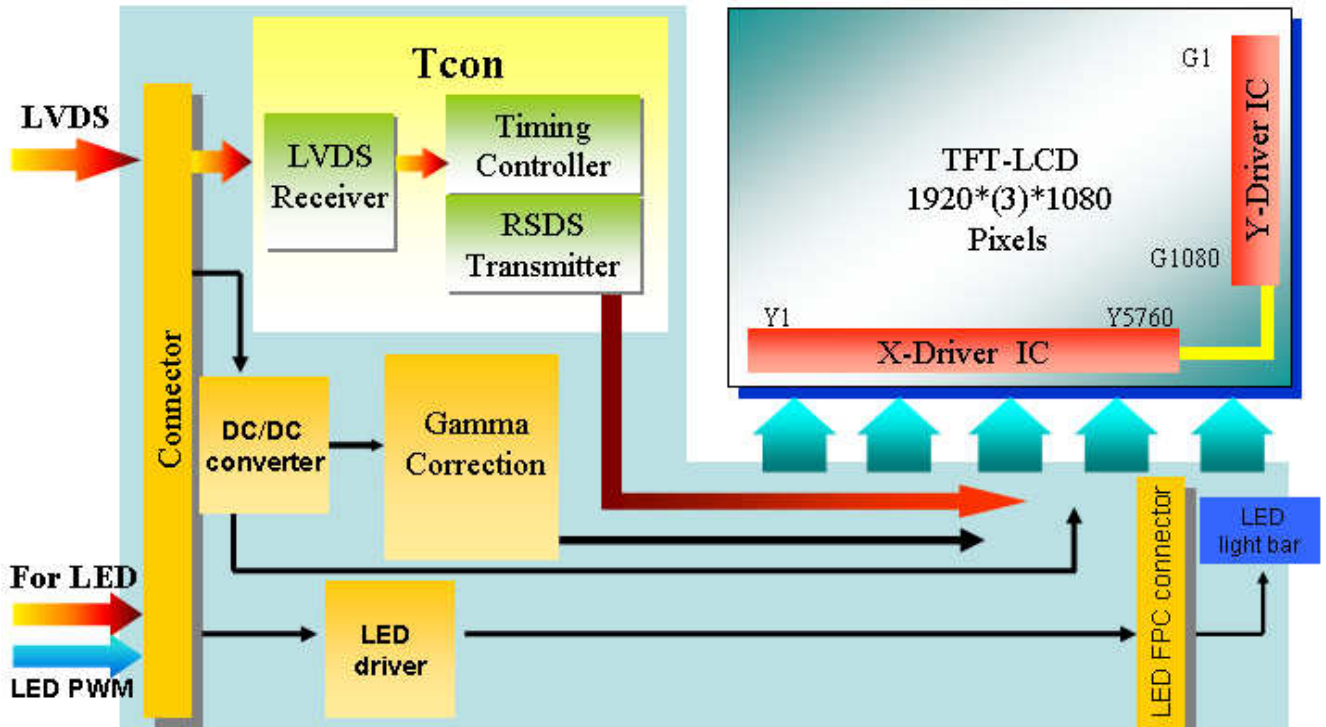 Tcon
LVDS
LVDS
Receiver
Timing
Controller
RSDS
Transmitter
Connector
DC/DC
converter
Gamma
Correction
For LED
LED PWM
LED
driver
TFT-LCD
1920*(3)*1080
Pixels
G1
G1080
Y-Driver IC
Y1
Y5760
X-Driver IC
LED FPC connector
LED
light bar